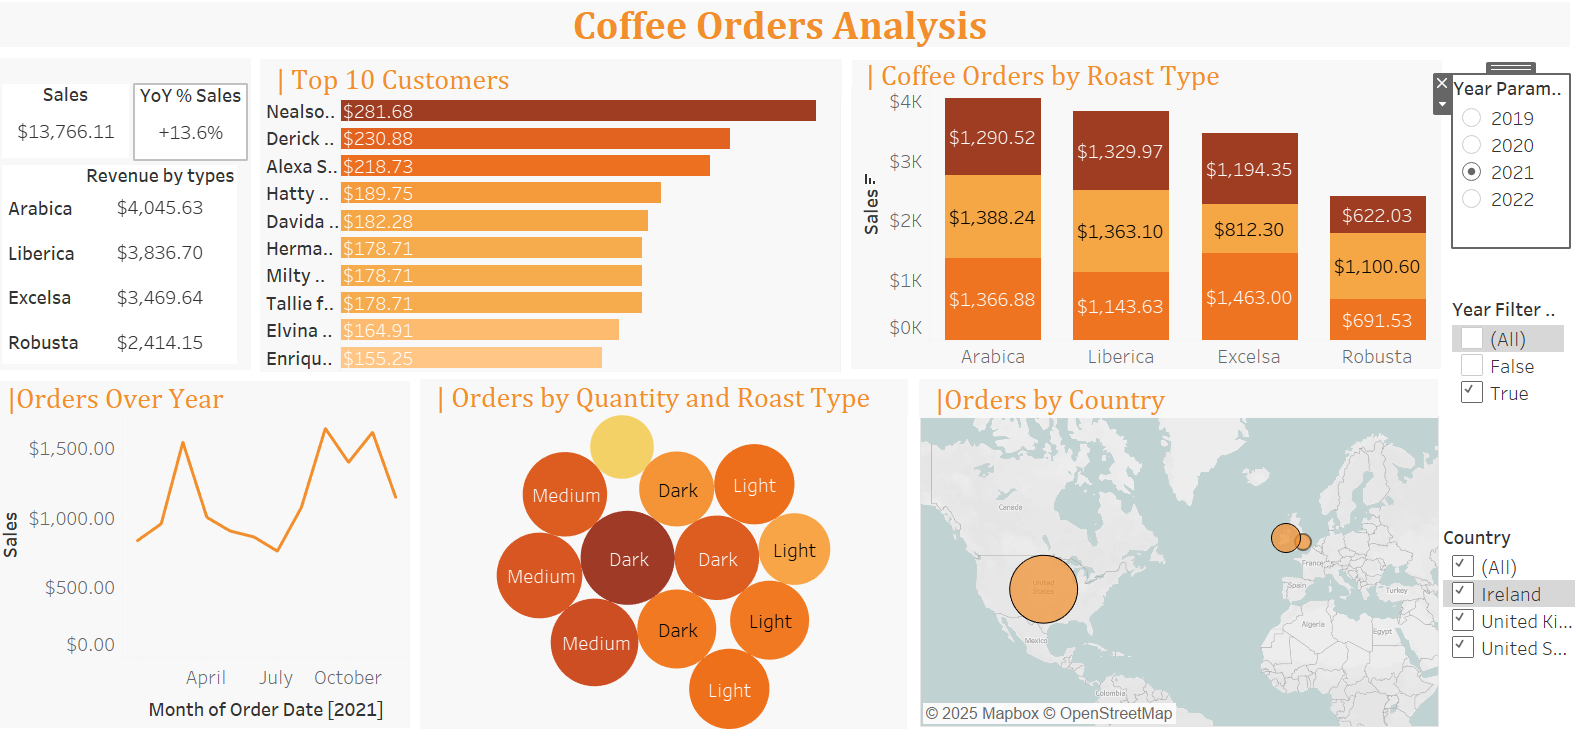 Coffee Orders Analysis
Sales
$13,766.11
YoY % Sales
+13.6%
Revenue by types
Arabica $4,045.63
Liberica $3,836.70
Excelsa $3,469.64
Robusta $2,414.15
| Top 10 Customers
Nealso.. $281.68
Derick .. $230.88
Alexa S.. $218.73
Hatty .. $189.75
Davida .. $182.28
Herma.. $178.71
Milty .. $178.71
Tallie f.. $178.71
Elvina .. $164.91
Enriqu.. $155.25
| Coffee Orders by Roast Type
Sales
$4K
$3K
$2K
$1K
$0K
$1,290.52 $1,329.97 $1,194.35 $622.03
$1,388.24 $1,363.10 $812.30 $1,100.60
$1,366.88 $1,143.63 $1,463.00 $691.53
Arabica Liberica Excelsa Robusta
Year Param..
2019
2020
2021
2022
Year Filter ..
(All)
False
True
|Orders Over Year
Sales
$1,500.00
$1,000.00
$500.00
$0.00
April July October
Month of Order Date [2021]
| Orders by Quantity and Roast Type
Medium
Dark
Light
Medium
Dark
Dark
Light
Medium
Dark
Light
Light
|Orders by Country
Canada
United
States
Mexico
Colombia
France
Spain
Turkey
Algeria
Egypt
© 2025 Mapbox © OpenStreetMap
Country
(All)
Ireland
United Ki...
United S...